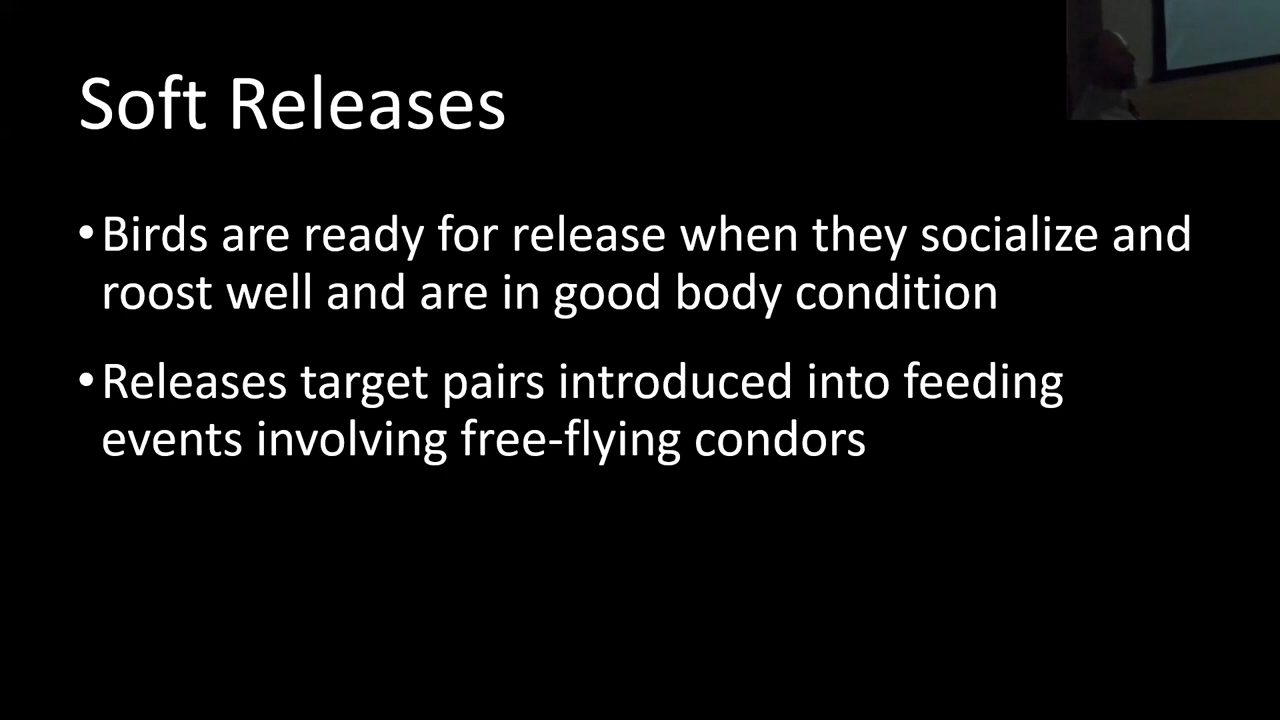 Soft Releases
•Birds are ready for release when they socialize and
roost well and are in good body condition
•Releases target pairs introduced into feeding
events involving free-flying condors